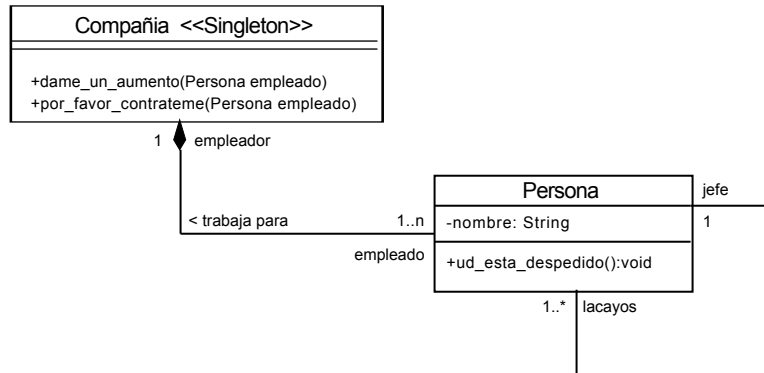 Compañia <<Singleton>>
+dame_un_aumento(Persona empleado)
+por_favor_contrateme(Persona empleado)
1 empleador
< trabaja para 1..n
empleado
Persona
-nombre: String
+ud_esta_despedido():void
jefe
1
1..* lacayos